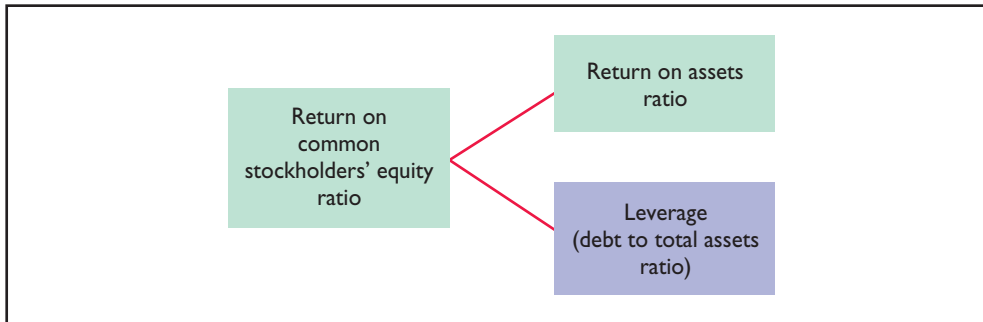 Return on
common
stockholders’ equity
ratio
Return on assets
ratio
Leverage
(debt to total assets
ratio)